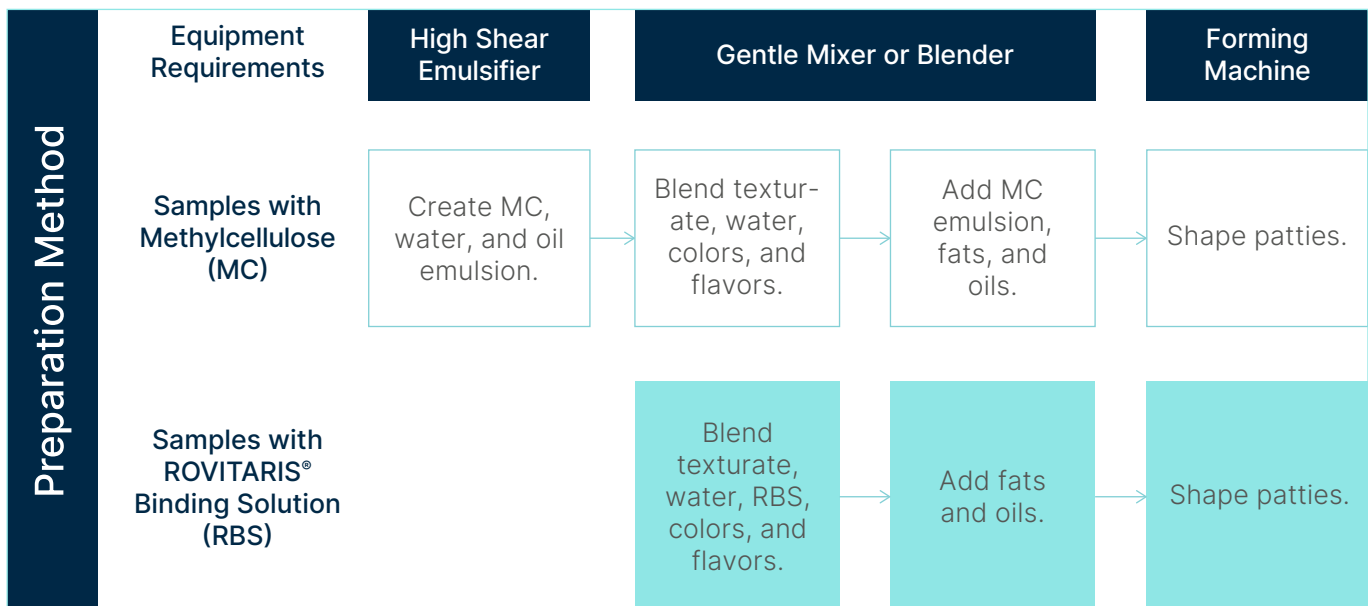 Preparation Method
Equipment
Requirements
High Shear
Emulsifier
Gentle Mixer or Blender
Forming
Machine
Samples with
Methylcellulose
(MC)
Create MC,
water, and oil
emulsion.
Blend textur-
ate, water,
colors, and
flavors.
Add MC
emulsion,
fats, and
oils.
Shape patties.
Samples with
ROVITARIS®
Binding Solution
(RBS)
Blend
texturate,
water, RBS,
colors, and
flavors.
Add fats
and oils.
Shape patties.